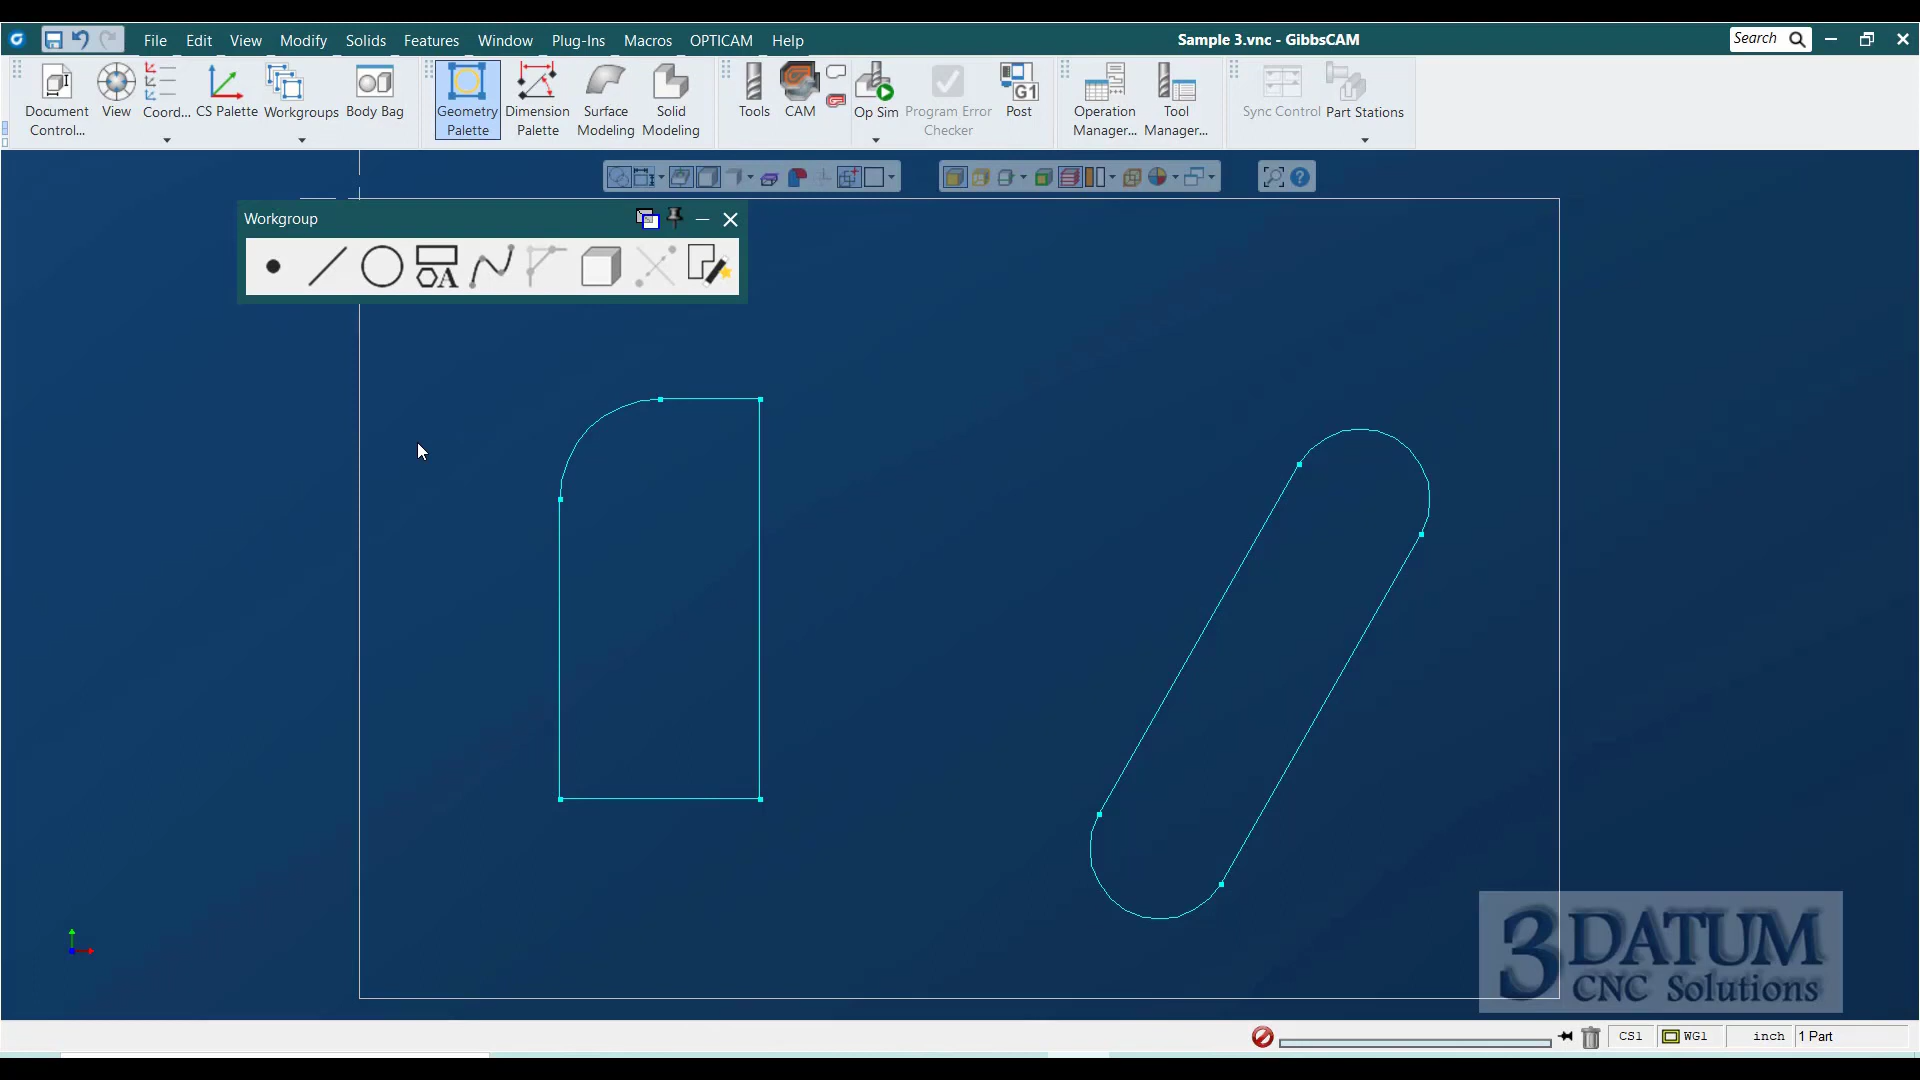 File Edit View Modify Solids Features Window Plug-Ins Macros OPTICAM Help
Sample 3.vnc - GibbsCAM
Search
Document Control...
View
Coord...
CS Palette
Workgroups
Body Bag
Geometry Palette
Dimension Palette
Surface Modeling
Solid Modeling
Tools
CAM
Op Sim
Program Error Checker
G1
Post
Operation Manager...
Tool Manager...
Sync Control
Part Stations
Workgroup
A
3 DATUM
CNC Solutions
CS1
WG1
inch
1 Part